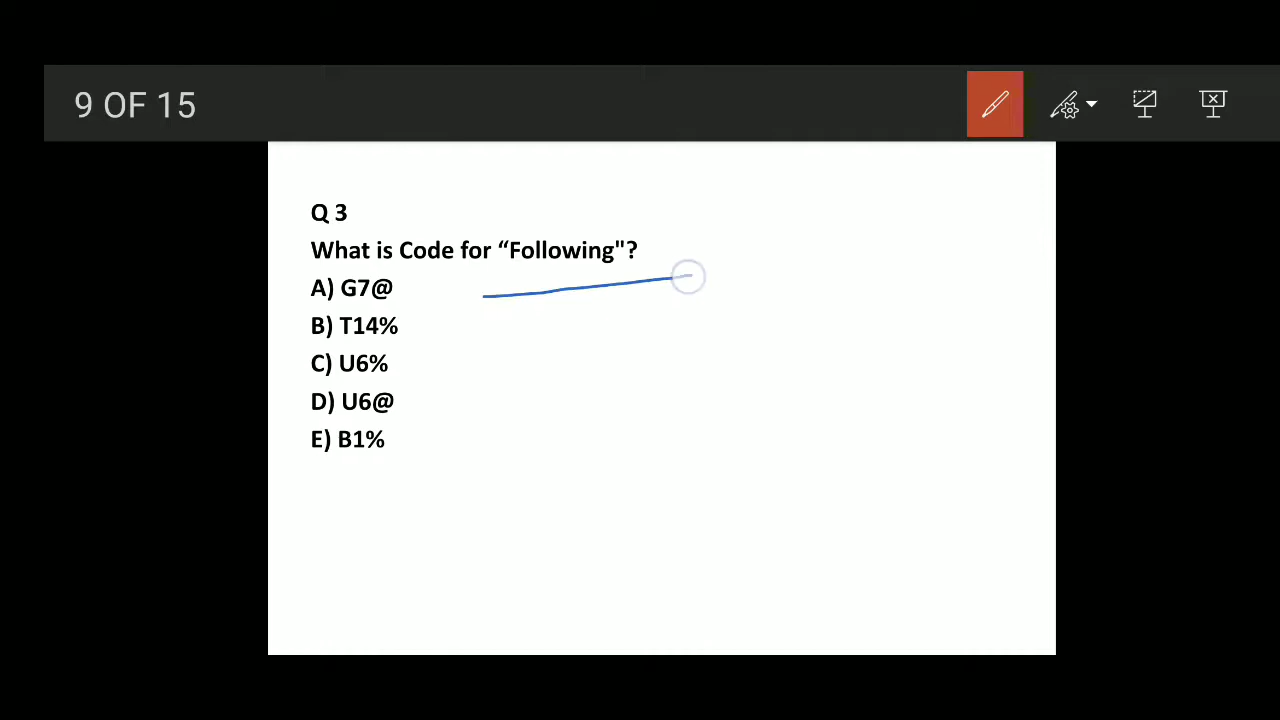 9 OF 15
Q 3
What is Code for “Following"?
A) G7@
B) T14%
C) U6%
D) U6@
E) B1%